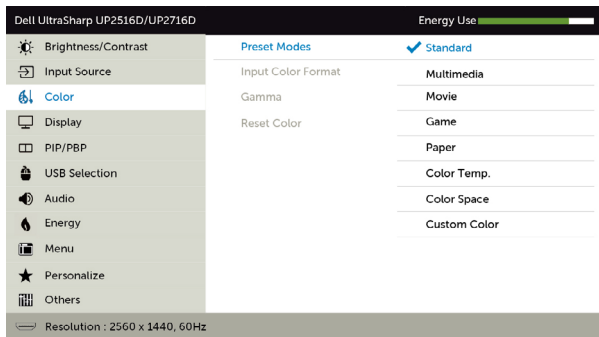 Dell UltraSharp UP2516D/UP2716D
Energy Use
Brightness/Contrast
Input Source
Color
Display
PIP/PBP
USB Selection
Audio
Energy
Menu
Personalize
Others
Preset Modes
Input Color Format
Gamma
Reset Color
Standard
Multimedia
Movie
Game
Paper
Color Temp.
Color Space
Custom Color
Resolution : 2560 x 1440, 60Hz